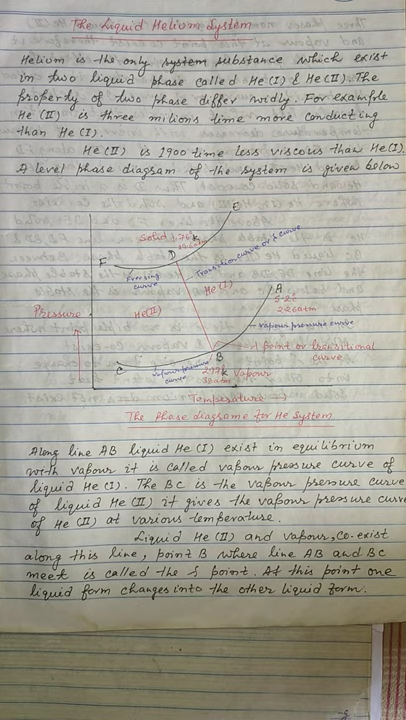 The Liquid Helium System
Helium is the only system substance which exist
in two liquid phase called He(I) & He(II). The
property of two phase differ widly. For example
He (II) is three milions time more conducting
than He(I).
He(II) is 1900 time less viscous than He(I).
A level phase diagram of the system is given below
E
Solid 1.76k
D
F
Freezing
curve
Transition curve or λ curve
He(I)
A
5.2c
2.26atm
Pressure
He(II)
vapour pressure curve
λ point or transitional
curve
B
C
vapour pressure
curve
2.17k Vapour
Temperature →
The Phase diagrame for He System
Along line AB liquid He(I) exist in equilibrium
with vapour it is called vapour pressure curve of
liquid He(I). The BC is the vapour pressure curve
of liquid He(II) it gives the vapour pressure curve
of He (II) at various temperature.
Liquid He(II) and vapour, co-exist
along this line, point B where line AB and BC
meet is called the λ point. At this point one
liquid form changes into the other liquid form.